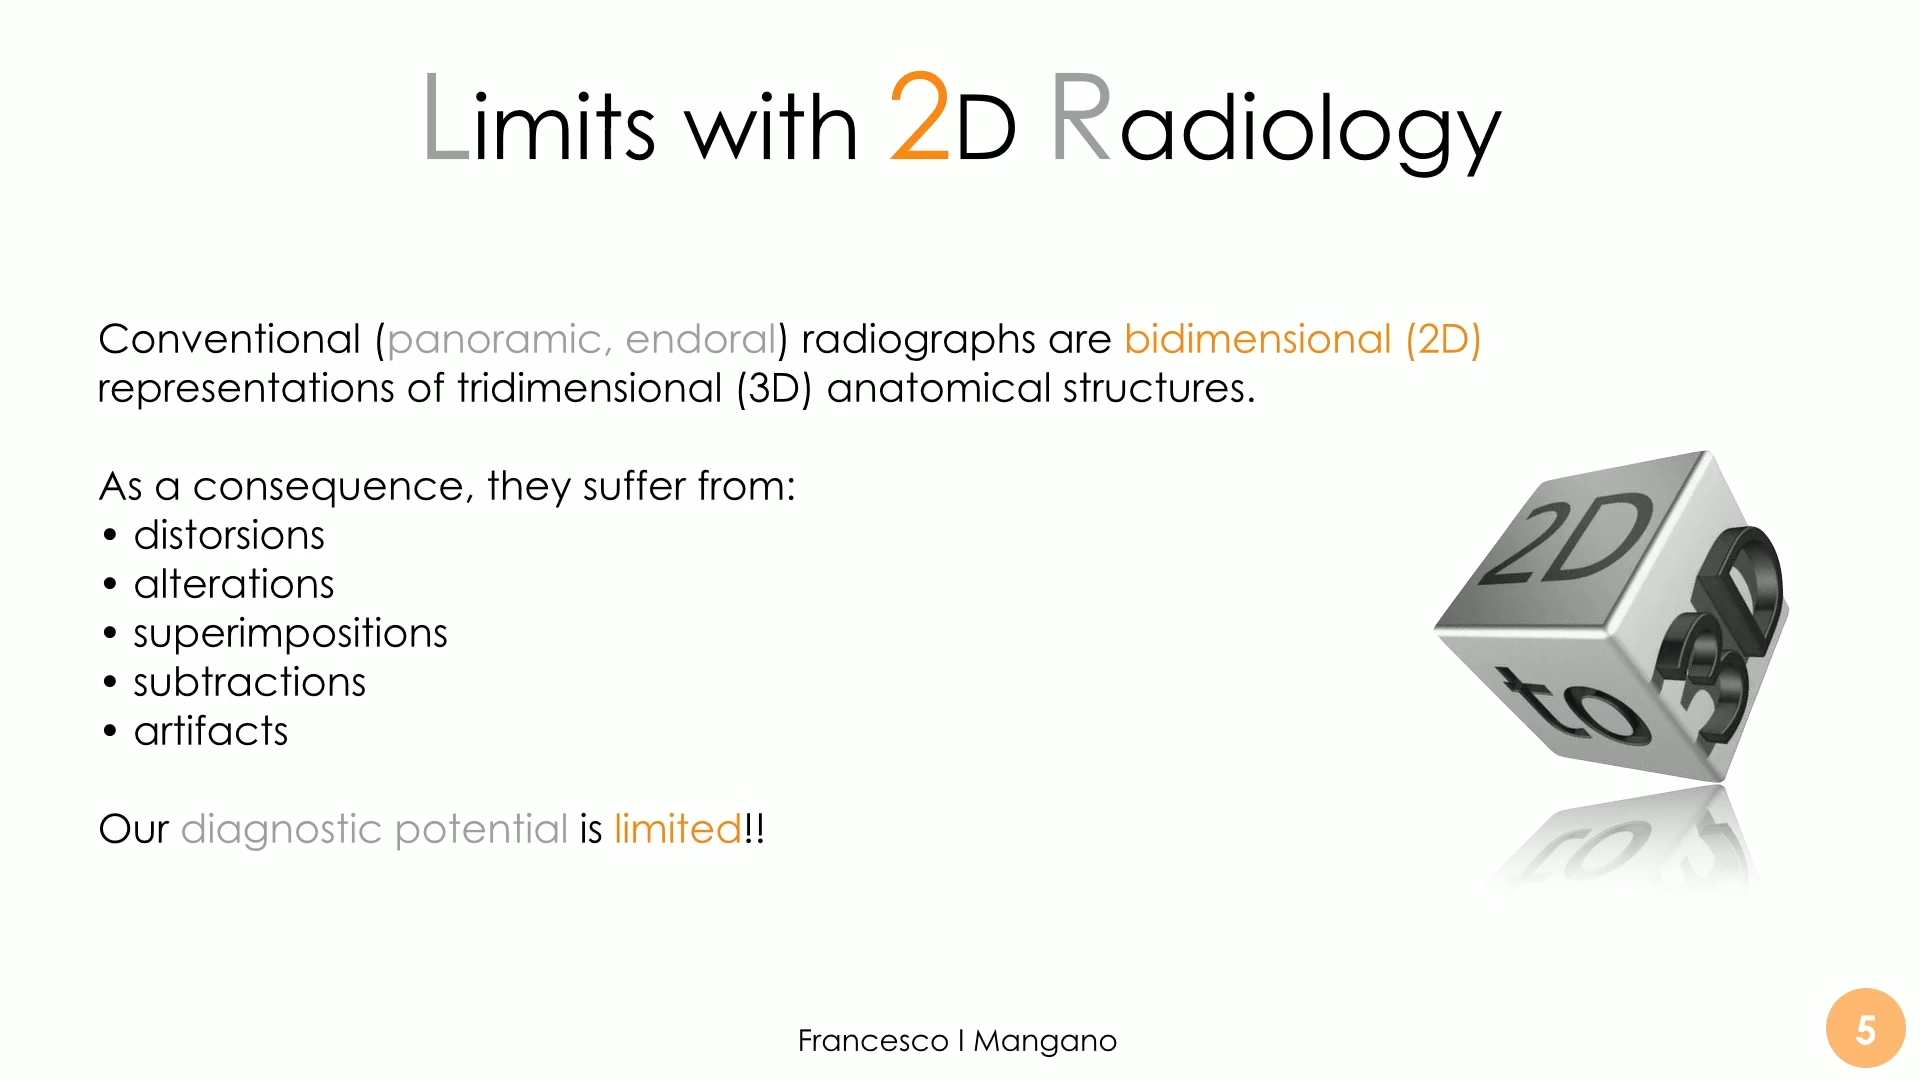 Limits with 2D Radiology
Conventional (panoramic, endoral) radiographs are bidimensional (2D)
representations of tridimensional (3D) anatomical structures.
As a consequence, they suffer from:
• distorsions
• alterations
• superimpositions
• subtractions
• artifacts
Our diagnostic potential is limited!!
2D
to
3D
Francesco I Mangano
5